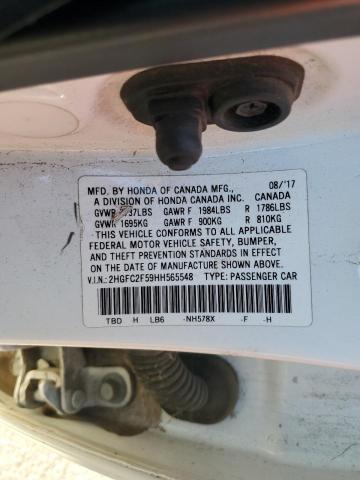 MFD. BY HONDA OF CANADA MFG., 08/'17
A DIVISION OF HONDA CANADA INC. CANADA
GVWR 37LBS GAWR F 1984LBS R 1786LBS
GVWR 1695KG GAWR F 900KG R 810KG
THIS VEHICLE CONFORMS TO ALL APPLICABLE
FEDERAL MOTOR VEHICLE SAFETY, BUMPER,
AND THEFT PREVENTION STANDARDS IN EFFECT
ON THE DATE OF MANUFACTURE SHOWN ABOVE.
V.I.N.: 2HGFC2F59HH565548 TYPE: PASSENGER CAR
TBD H LB6 -NH578X -F -H